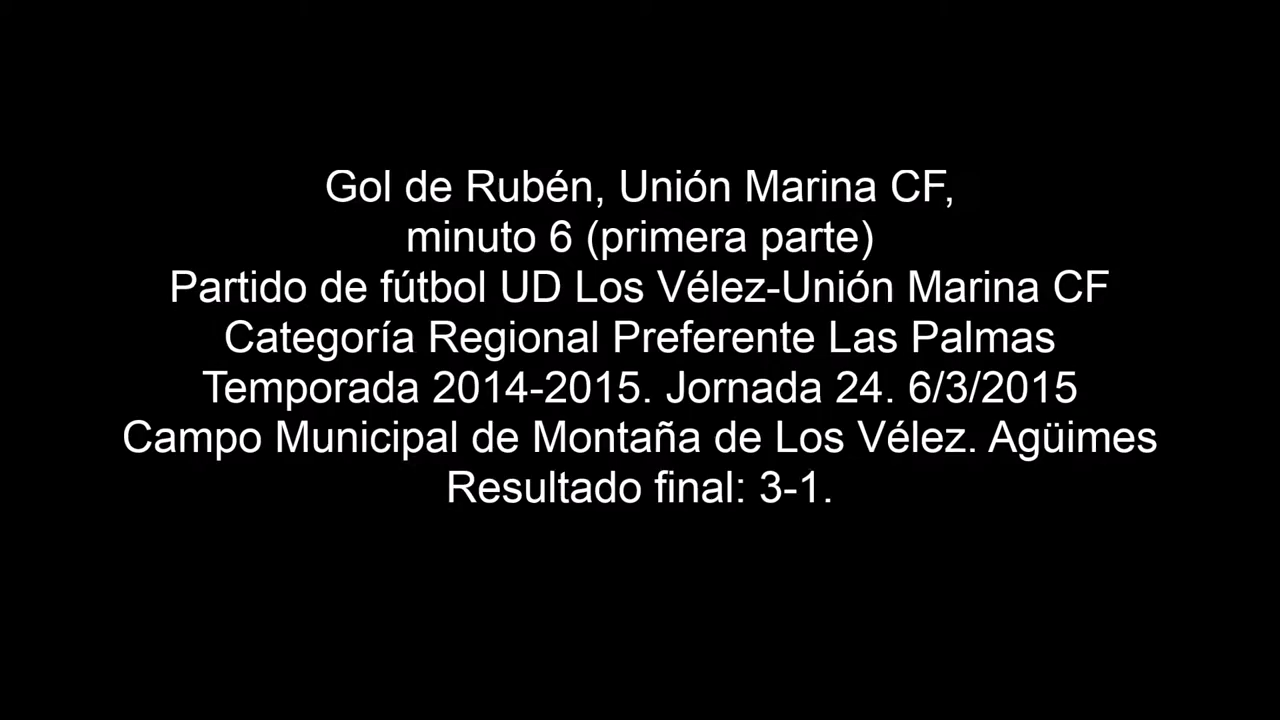 Gol de Rubén, Unión Marina CF,
minuto 6 (primera parte)
Partido de fútbol UD Los Vélez-Unión Marina CF
Categoría Regional Preferente Las Palmas
Temporada 2014-2015. Jornada 24. 6/3/2015
Campo Municipal de Montaña de Los Vélez. Agüimes
Resultado final: 3-1.